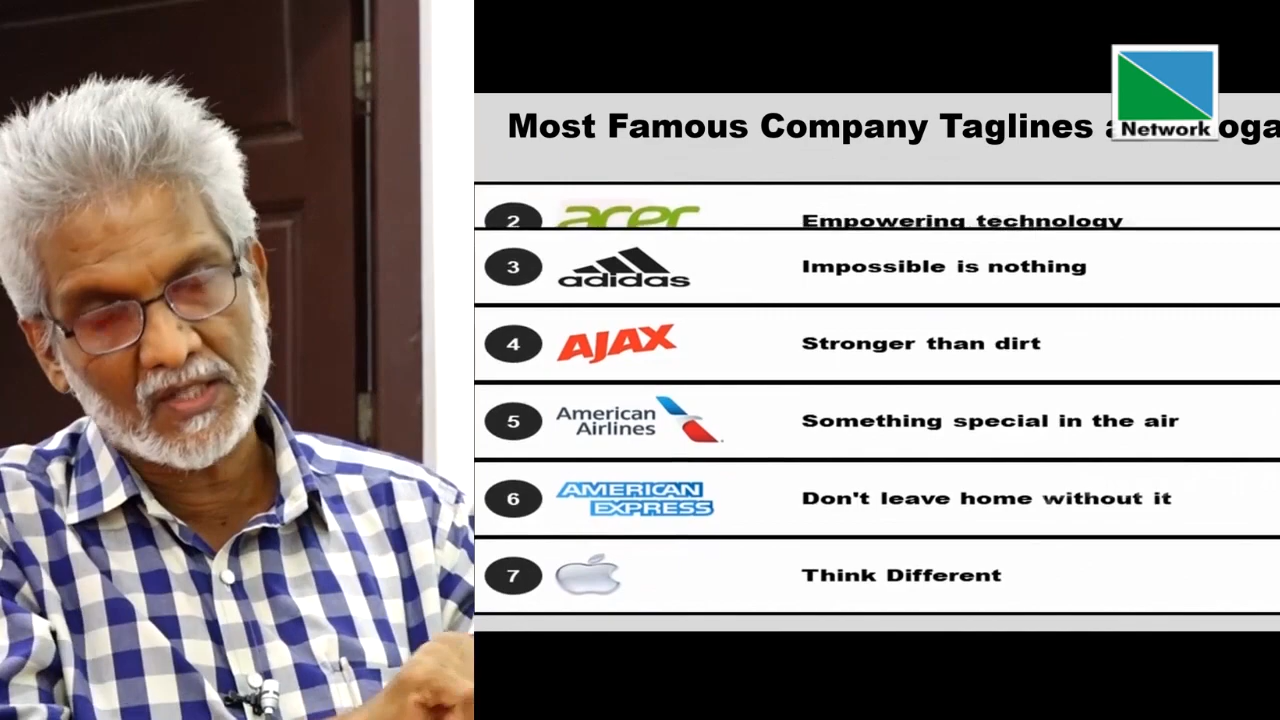 Most Famous Company Taglines a
Network
2 acer Empowering technology
3 adidas Impossible is nothing
4 AJAX Stronger than dirt
5 American Airlines Something special in the air
6 AMERICAN EXPRESS Don't leave home without it
7 Think Different